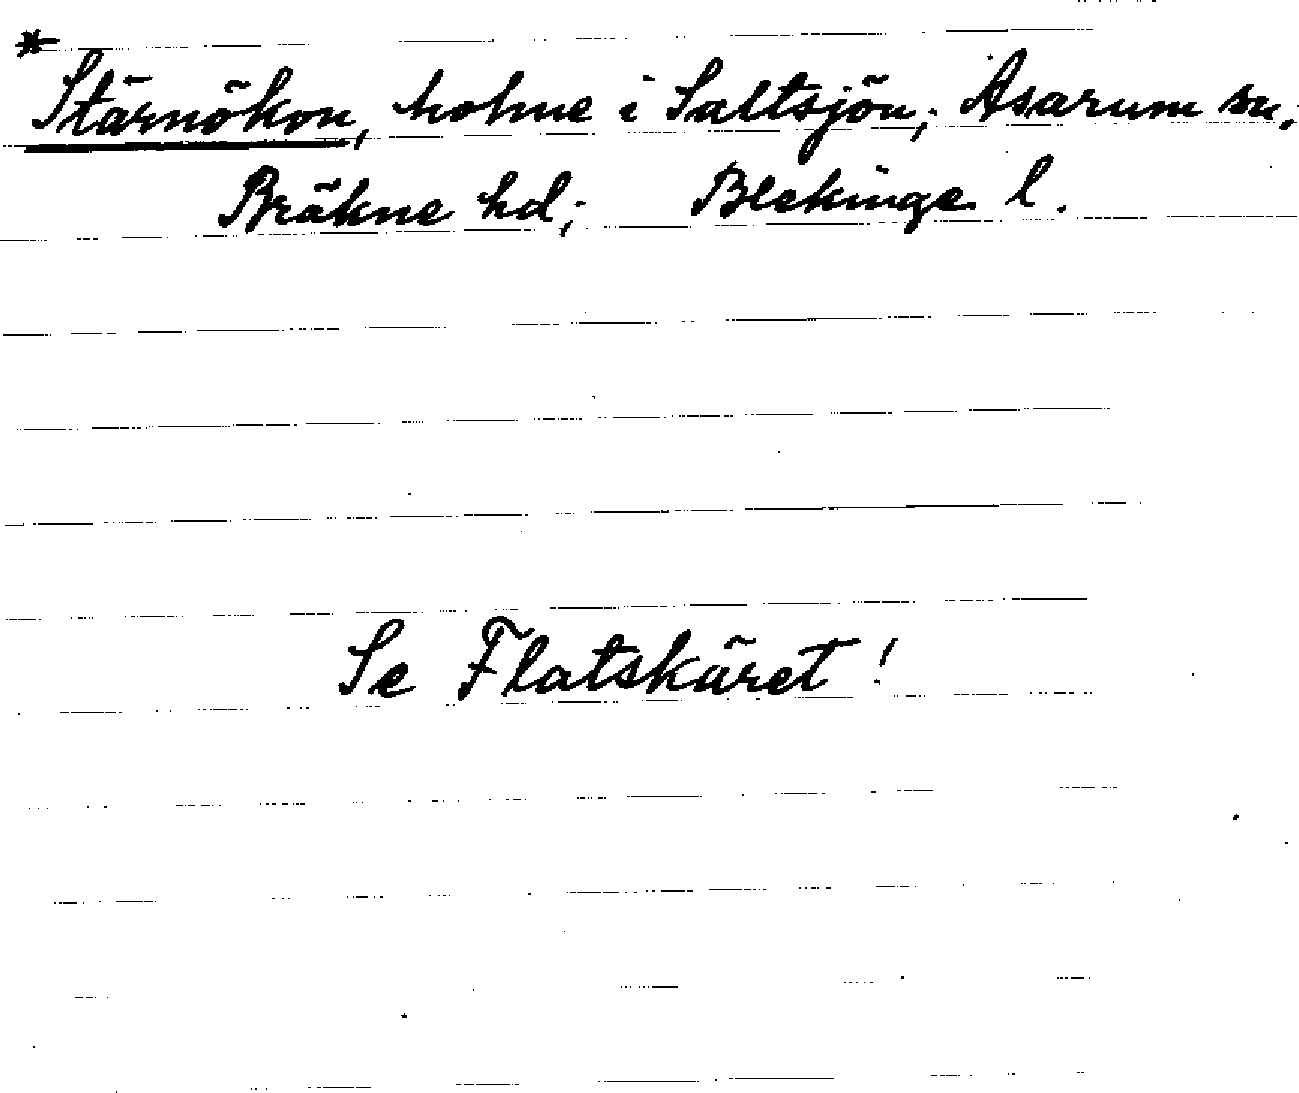 * Stärnökon, holme i Saltsjön; Asarum sn,
Bräkne hd; Blekinge l.
Se Flatskäret!